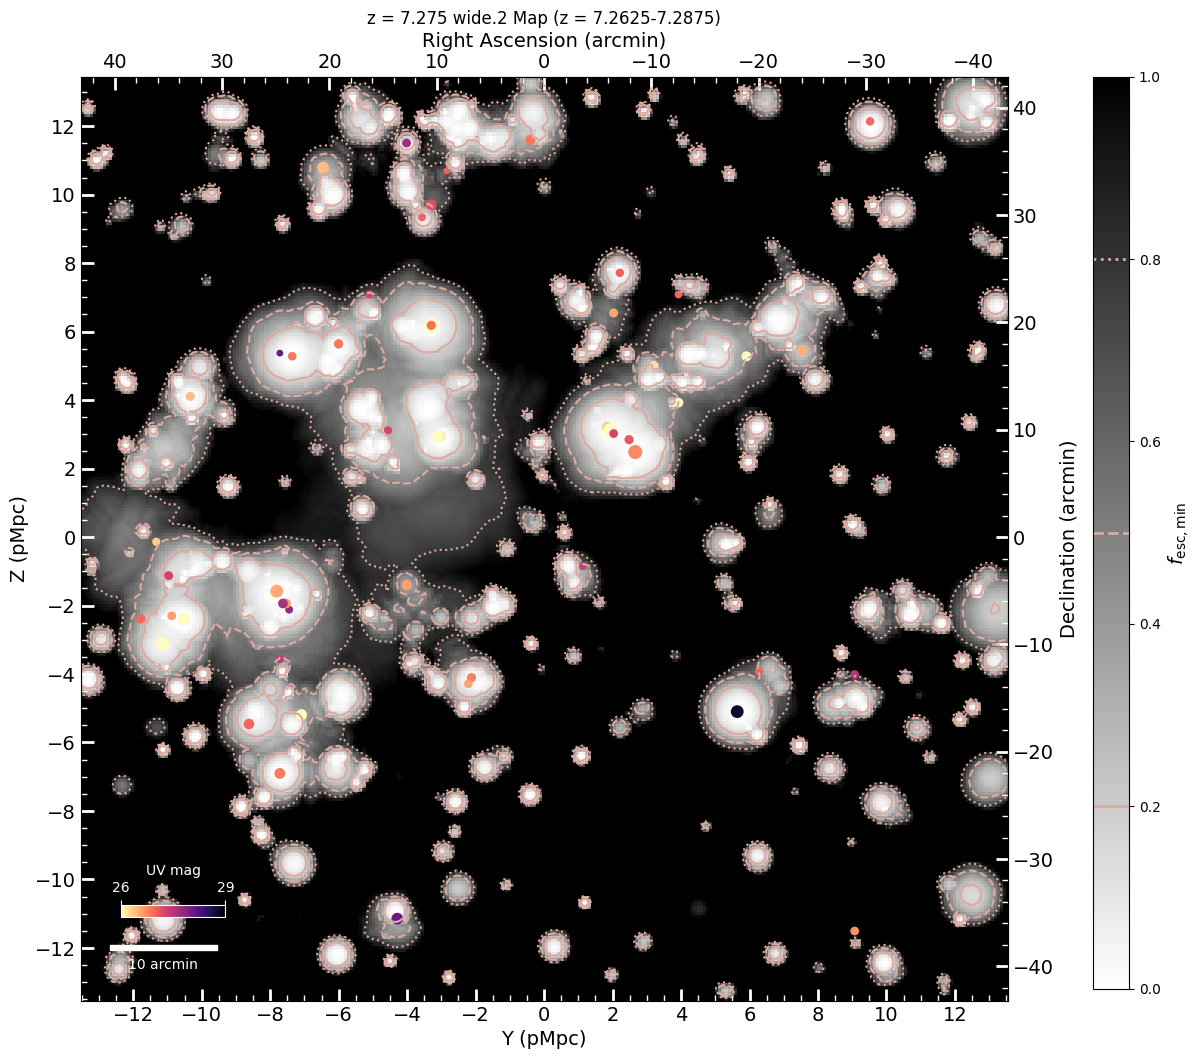 z = 7.275 wide.2 Map (z = 7.2625-7.2875)
Right Ascension (arcmin)
40 30 20 10 0 −10 −20 −30 −40
12
10
8
6
4
2
0
−2
−4
−6
−8
−10
−12
Z (pMpc)
40
30
20
10
0
−10
−20
−30
−40
Declination (arcmin)
1.0
0.8
0.6
0.4
0.2
0.0
fesc, min
UV mag
26 29
10 arcmin
−12 −10 −8 −6 −4 −2 0 2 4 6 8 10 12
Y (pMpc)